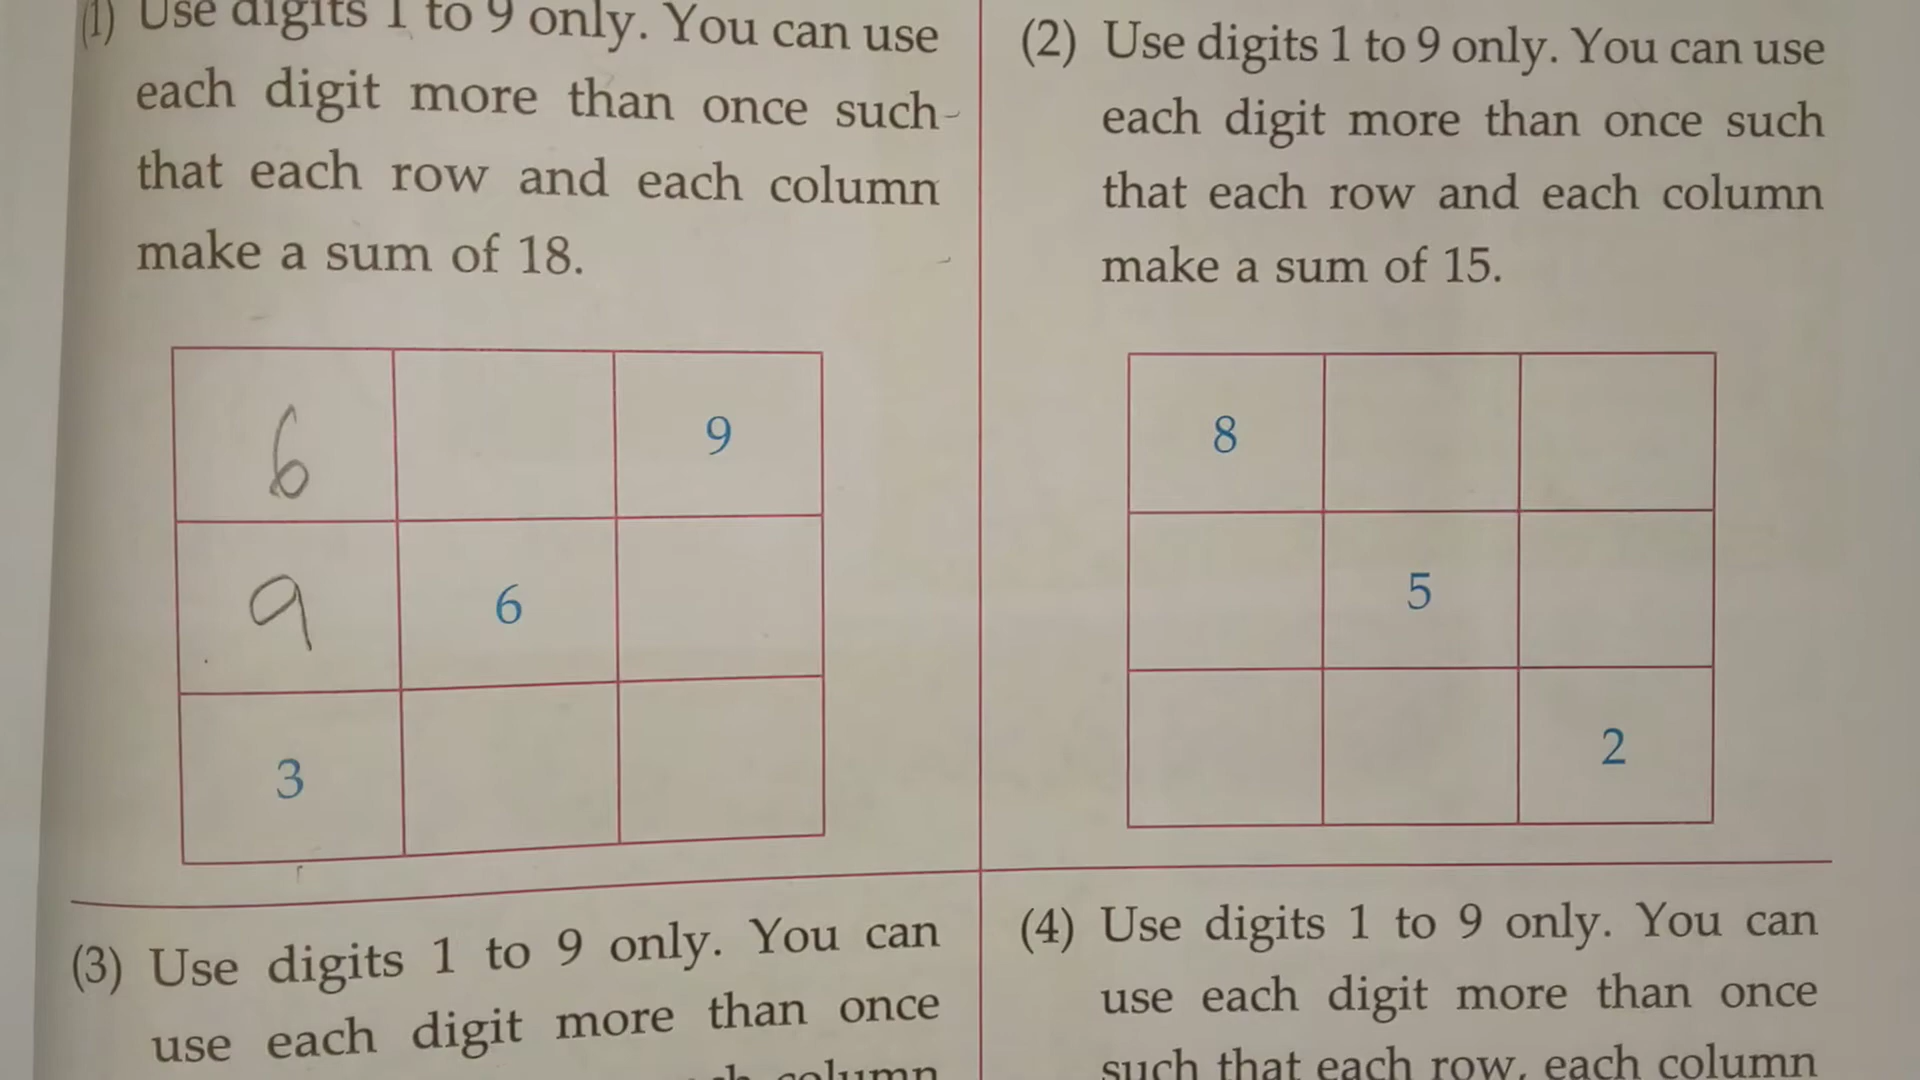 (1) Use digits 1 to 9 only. You can use
each digit more than once such
that each row and each column
make a sum of 18.
6 9
9 6
3
(2) Use digits 1 to 9 only. You can use
each digit more than once such
that each row and each column
make a sum of 15.
8
5
2
(3) Use digits 1 to 9 only. You can
use each digit more than once
column
(4) Use digits 1 to 9 only. You can
use each digit more than once
such that each row, each column